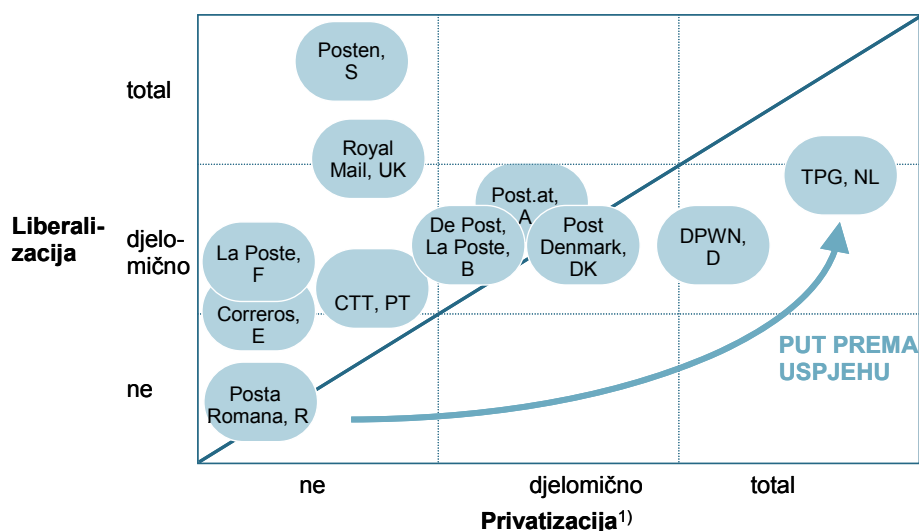 Posten,
S
total
Royal
Mail, UK
TPG, NL
Post.at,
A
Liberali-
zacija
djelo-
mično
De Post,
La Poste,
B
Post
Denmark,
DK
DPWN,
D
La Poste,
F
CTT, PT
Correros,
E
PUT PREMA
USPJEHU
ne
Posta
Romana, R
ne
djelomično
total
Privatizacija1)